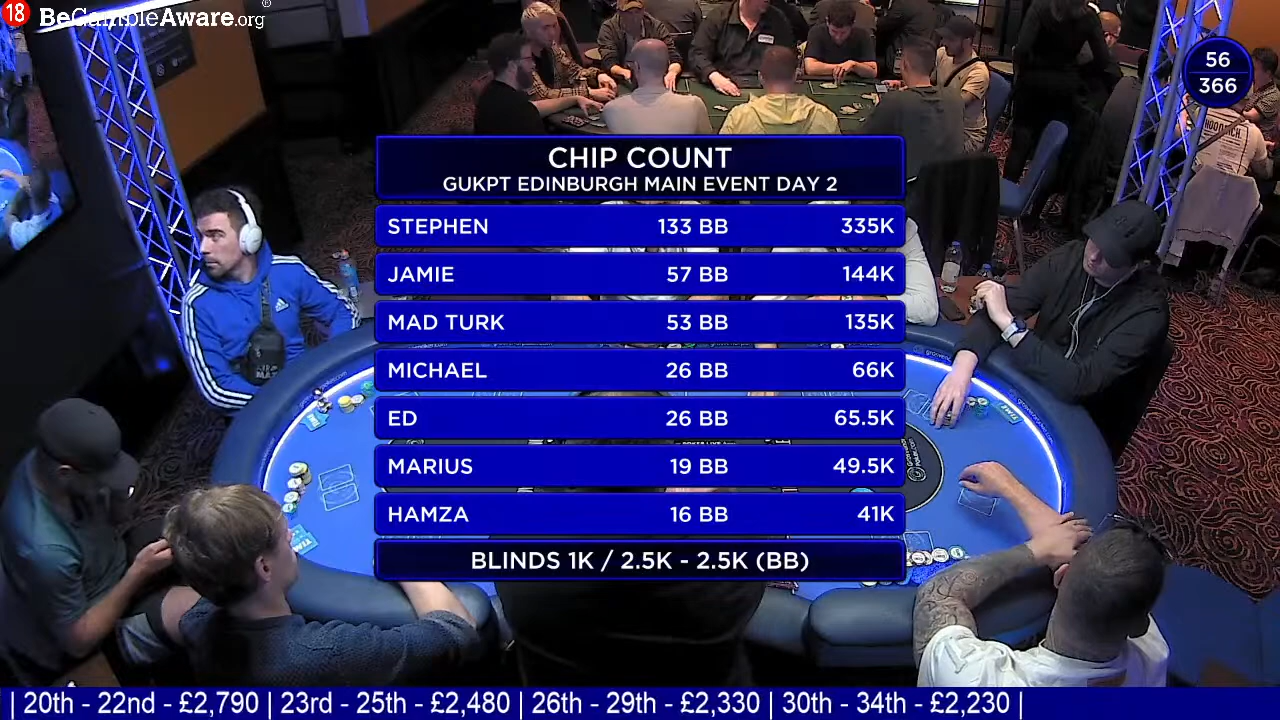 18 BeGambleAware.org®
56
366
CHIP COUNT
GUKPT EDINBURGH MAIN EVENT DAY 2
STEPHEN 133 BB 335K
JAMIE 57 BB 144K
MAD TURK 53 BB 135K
MICHAEL 26 BB 66K
ED 26 BB 65.5K
MARIUS 19 BB 49.5K
HAMZA 16 BB 41K
BLINDS 1K / 2.5K - 2.5K (BB)
| 20th - 22nd - £2,790 | 23rd - 25th - £2,480 | 26th - 29th - £2,330 | 30th - 34th - £2,230 |